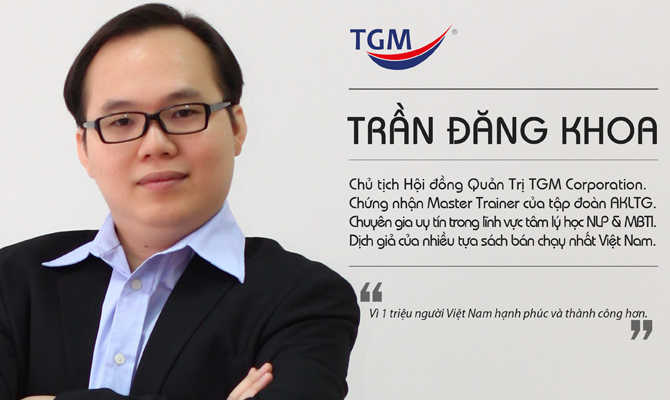 TGM®
TRẦN ĐĂNG KHOA
Chủ tịch Hội đồng Quản Trị TGM Corporation.
Chứng nhận Master Trainer của tập đoàn AKLTG.
Chuyên gia uy tín trong lĩnh vực tâm lý học NLP & MBTI.
Dịch giả của nhiều tựa sách bán chạy nhất Việt Nam.
“
Vì 1 triệu người Việt Nam hạnh phúc và thành công hơn.
”